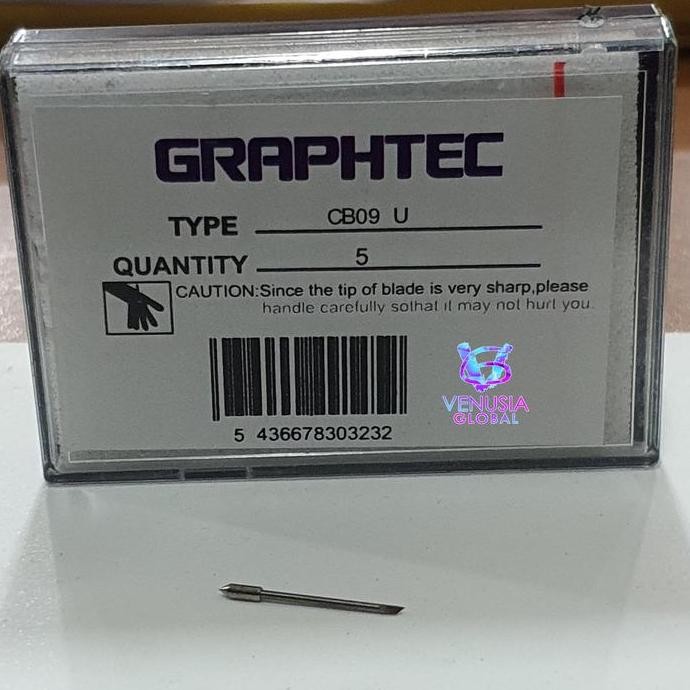 GRAPHTEC
TYPE CB09 U
QUANTITY 5
CAUTION:Since the tip of blade is very sharp,please
handle carefully sothat it may not hurt you.
5 436678303232
VENUSIA
GLOBAL